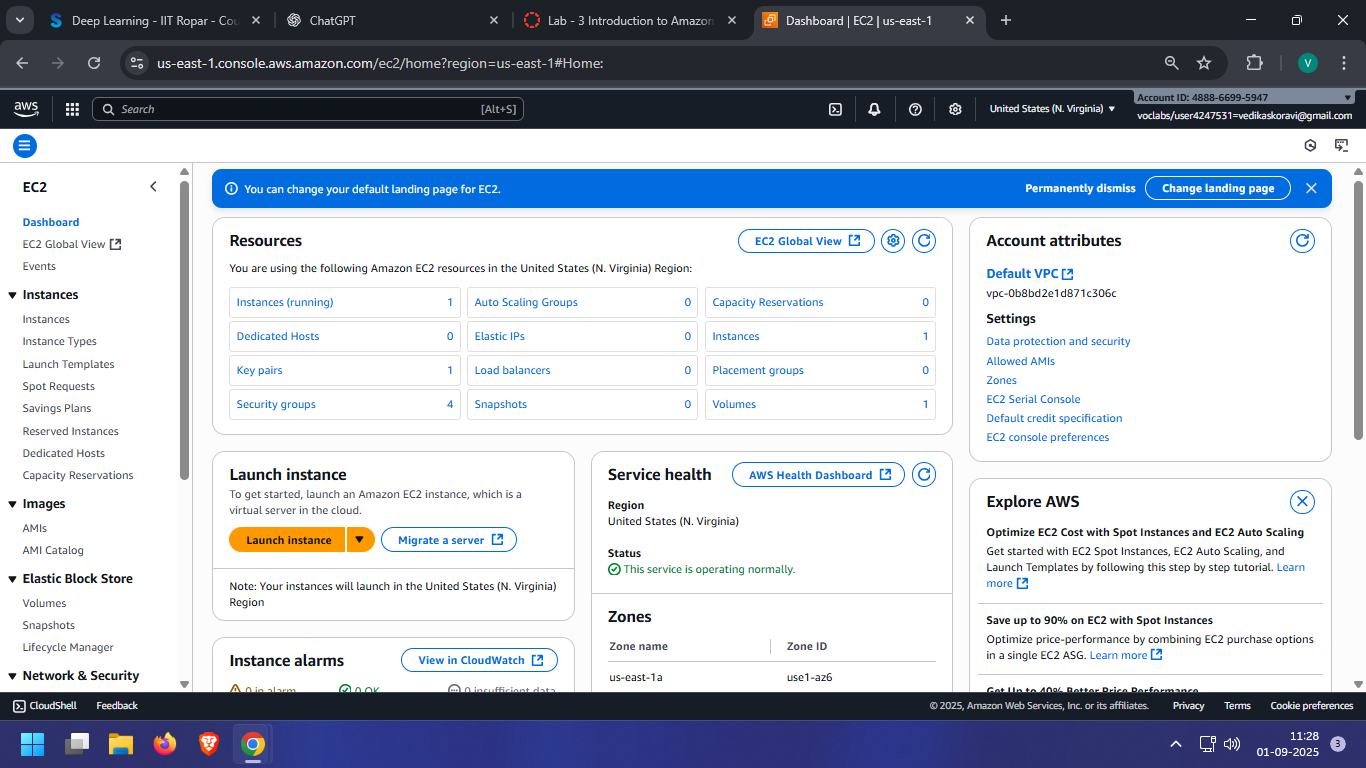 Deep Learning - IIT Ropar - Cou
ChatGPT
Lab - 3 Introduction to Amazon
Dashboard | EC2 | us-east-1
us-east-1.console.aws.amazon.com/ec2/home?region=us-east-1#Home:
V
aws
Search
[Alt+S]
United States (N. Virginia)
Account ID: 4888-6699-5947
voclabs/user4247531=vedikaskoravi@gmail.com
EC2
Dashboard
EC2 Global View
Events
Instances
Instances
Instance Types
Launch Templates
Spot Requests
Savings Plans
Reserved Instances
Dedicated Hosts
Capacity Reservations
Images
AMIs
AMI Catalog
Elastic Block Store
Volumes
Snapshots
Lifecycle Manager
Network & Security
You can change your default landing page for EC2.
Permanently dismiss
Change landing page
Resources
EC2 Global View
You are using the following Amazon EC2 resources in the United States (N. Virginia) Region:
Instances (running) 1
Auto Scaling Groups 0
Capacity Reservations 0
Dedicated Hosts 0
Elastic IPs 0
Instances 1
Key pairs 1
Load balancers 0
Placement groups 0
Security groups 4
Snapshots 0
Volumes 1
Launch instance
To get started, launch an Amazon EC2 instance, which is a
virtual server in the cloud.
Launch instance
Migrate a server
Note: Your instances will launch in the United States (N. Virginia)
Region
Instance alarms
View in CloudWatch
0 in alarm
0 OK
0 insufficient data
Service health
AWS Health Dashboard
Region
United States (N. Virginia)
Status
This service is operating normally.
Zones
Zone name
Zone ID
us-east-1a
use1-az6
Account attributes
Default VPC
vpc-0b8bd2e1d871c306c
Settings
Data protection and security
Allowed AMIs
Zones
EC2 Serial Console
Default credit specification
EC2 console preferences
Explore AWS
Optimize EC2 Cost with Spot Instances and EC2 Auto Scaling
Get started with EC2 Spot Instances, EC2 Auto Scaling, and
Launch Templates by following this step by step tutorial. Learn
more
Save up to 90% on EC2 with Spot Instances
Optimize price-performance by combining EC2 purchase options
in a single EC2 ASG. Learn more
Get Up to 40% Better Price Performance
CloudShell
Feedback
© 2025, Amazon Web Services, Inc. or its affiliates.
Privacy
Terms
Cookie preferences
11:28
01-09-2025
3